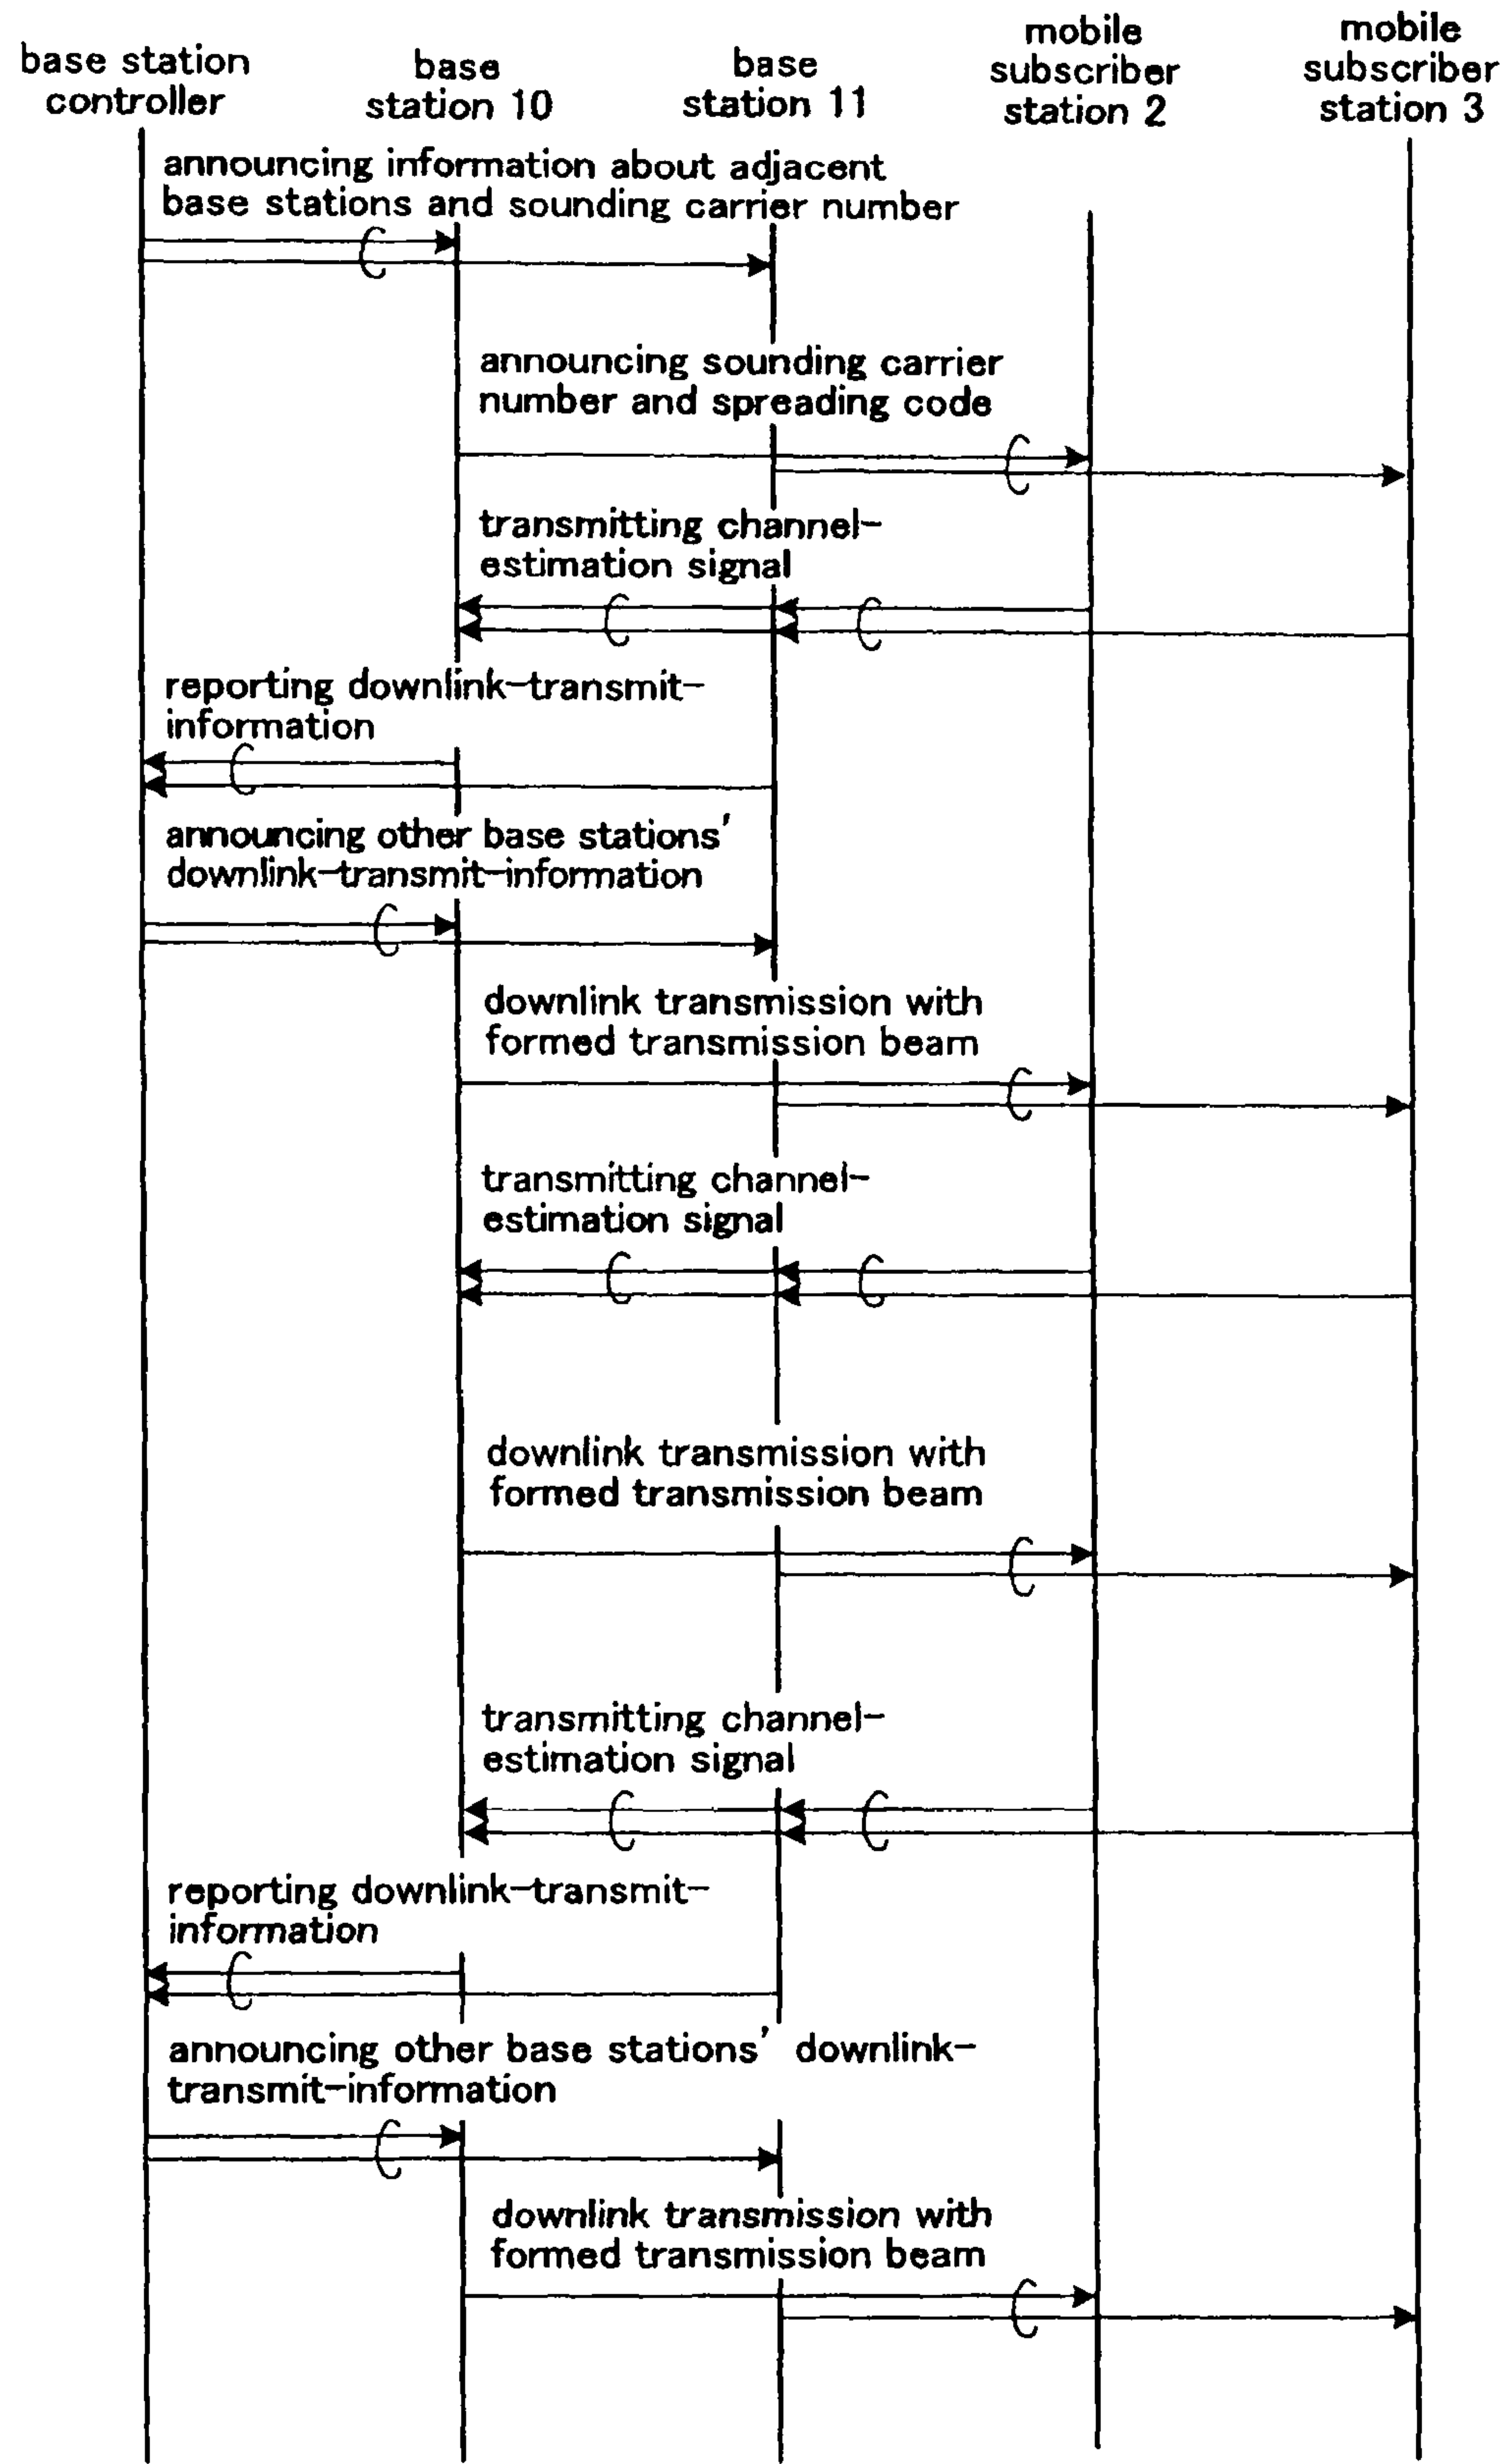 base station
controller
base
station 10
base
station 11
mobile
subscriber
station 2
mobile
subscriber
station 3
announcing information about adjacent
base stations and sounding carrier number
announcing sounding carrier
number and spreading code
transmitting channel-
estimation signal
reporting downlink-transmit-
information
announcing other base stations'
downlink-transmit-information
downlink transmission with
formed transmission beam
transmitting channel-
estimation signal
downlink transmission with
formed transmission beam
transmitting channel-
estimation signal
reporting downlink-transmit-
information
announcing other base stations' downlink-
transmit-information
downlink transmission with
formed transmission beam